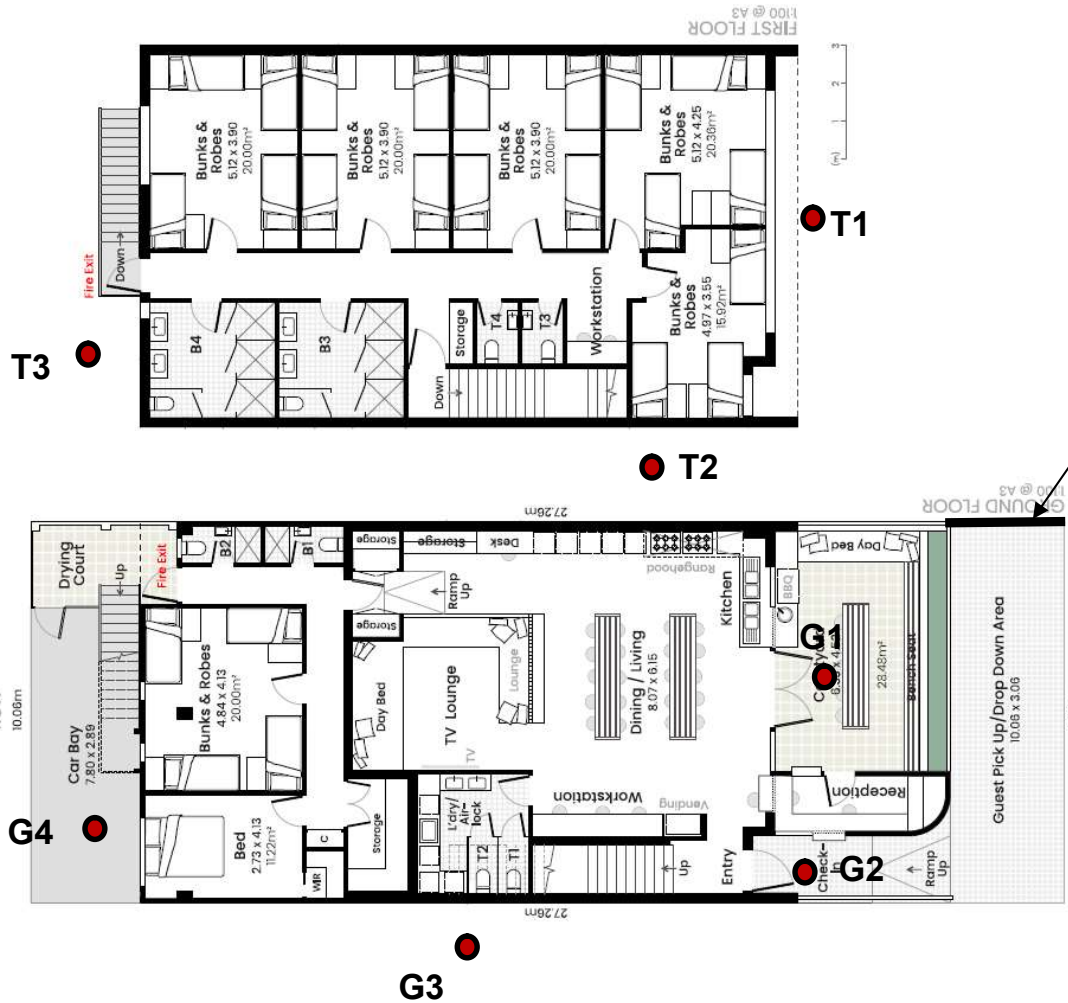 FIRST FLOOR
1:100 @ A3
3
2
1
(m)
Bunks &
Robes
5.12 x 3.90
20.00m²
Bunks &
Robes
5.12 x 3.90
20.00m²
Bunks &
Robes
5.12 x 3.90
20.00m²
Bunks &
Robes
5.12 x 4.25
20.36m²
T1
Fire Exit
Down
Bunks &
Robes
4.97 x 3.55
15.92m²
B4
B3
Storage
T4
T3
Workstation
Down
T3
T2
GROUND FLOOR
1:100 @ A3
27.26m
Drying
Court
Up
Fire Exit
B2
B1
Storage
Storage
Desk
Rangehood
Day Bed
Ramp
Up
Kitchen
BBQ
Storage
G1
28.48m²
Bench Seat
Bunks & Robes
4.84 x 4.13
20.00m²
Day Bed
TV Lounge
Lounge
TV
Dining / Living
8.07 x 6.15
Guest Pick Up/Drop Down Area
10.06 x 3.06
10.06m
Car Bay
7.80 x 2.89
G4
Bed
2.73 x 4.13
11.22m²
C
WIR
Storage
L'dry/
Air-
lock
T2
T1
Workstation
Vending
Up
Entry
Reception
Check-
G2
Ramp
Up
27.26m
G3